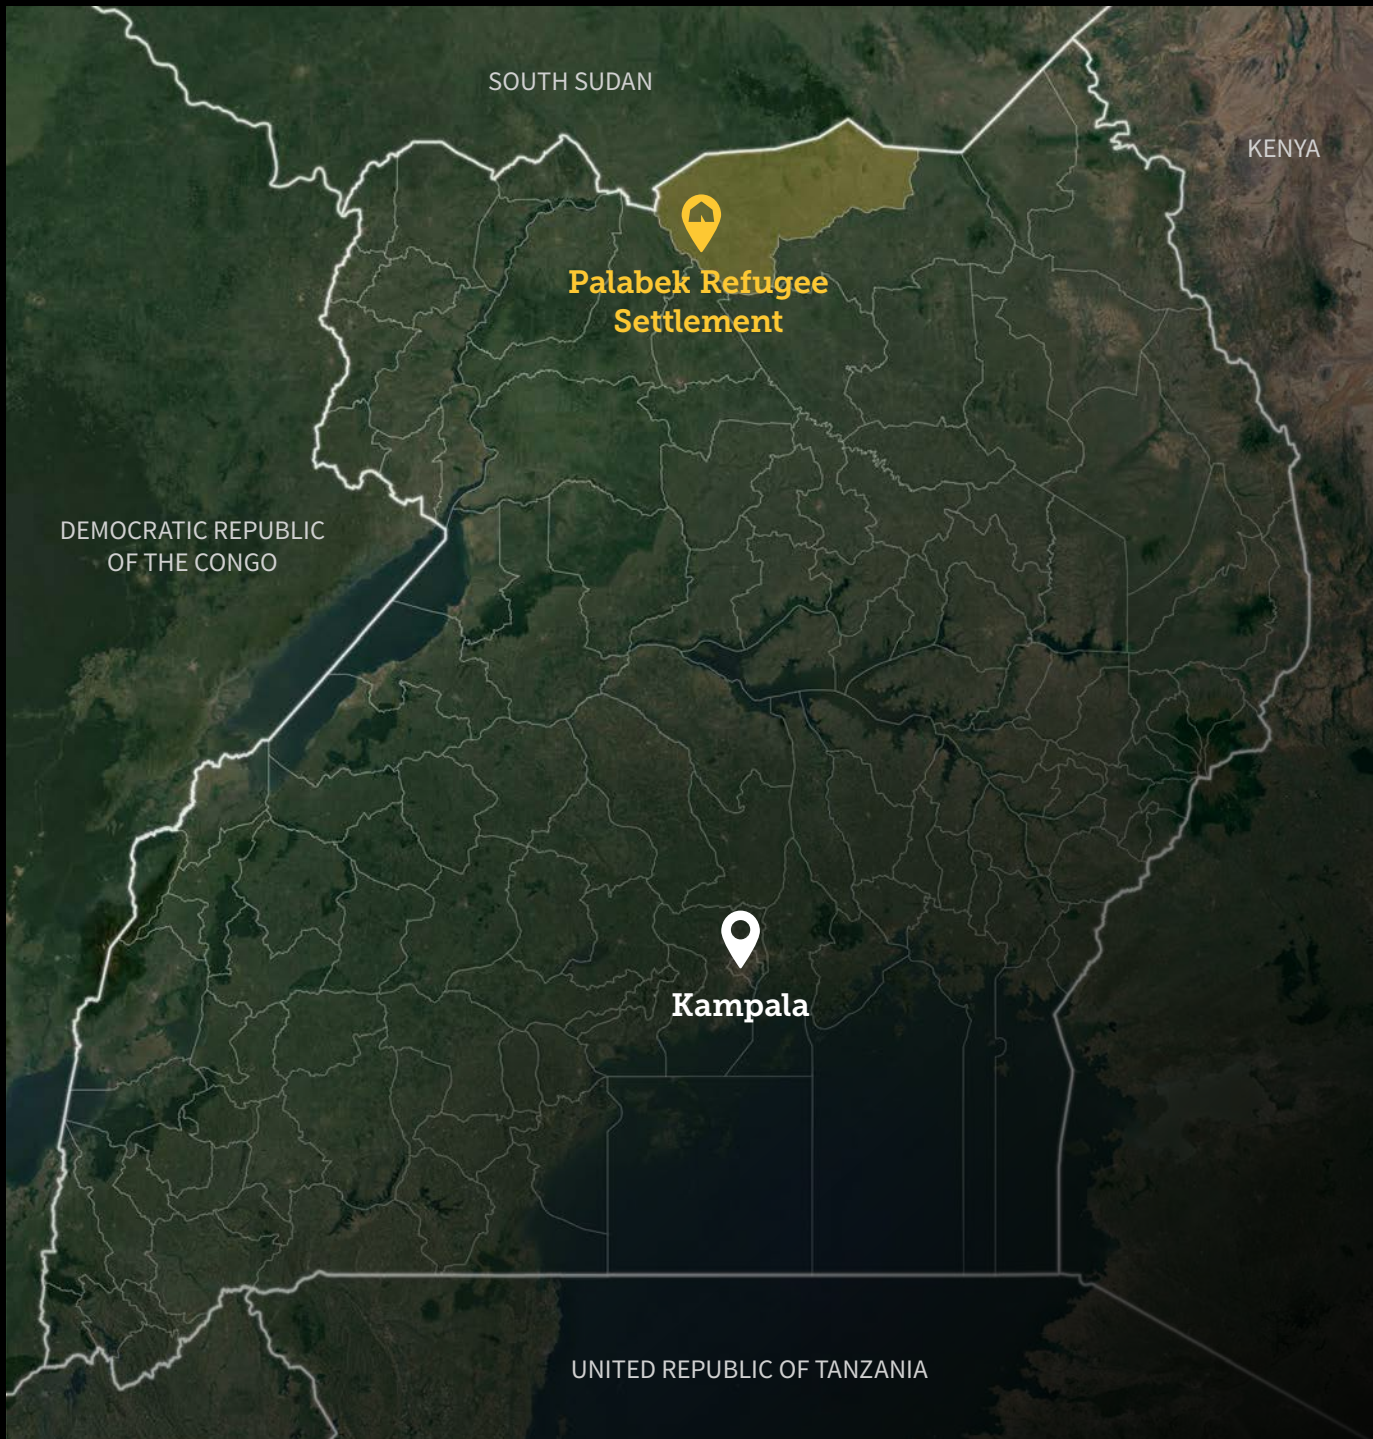 SOUTH SUDAN
KENYA
Palabek Refugee
Settlement
DEMOCRATIC REPUBLIC
OF THE CONGO
Kampala
UNITED REPUBLIC OF TANZANIA